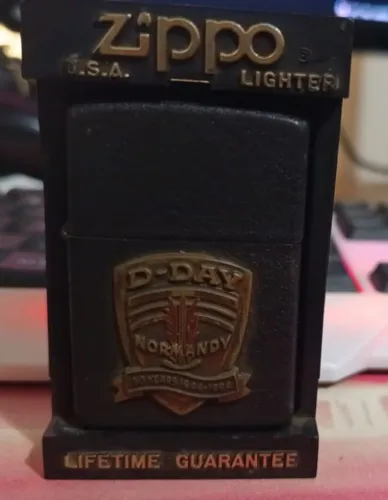 Zippo
U.S.A. LIGHTER
D-DAY
NORMANDY
50 YEARS 1944-1994
LIFETIME GUARANTEE